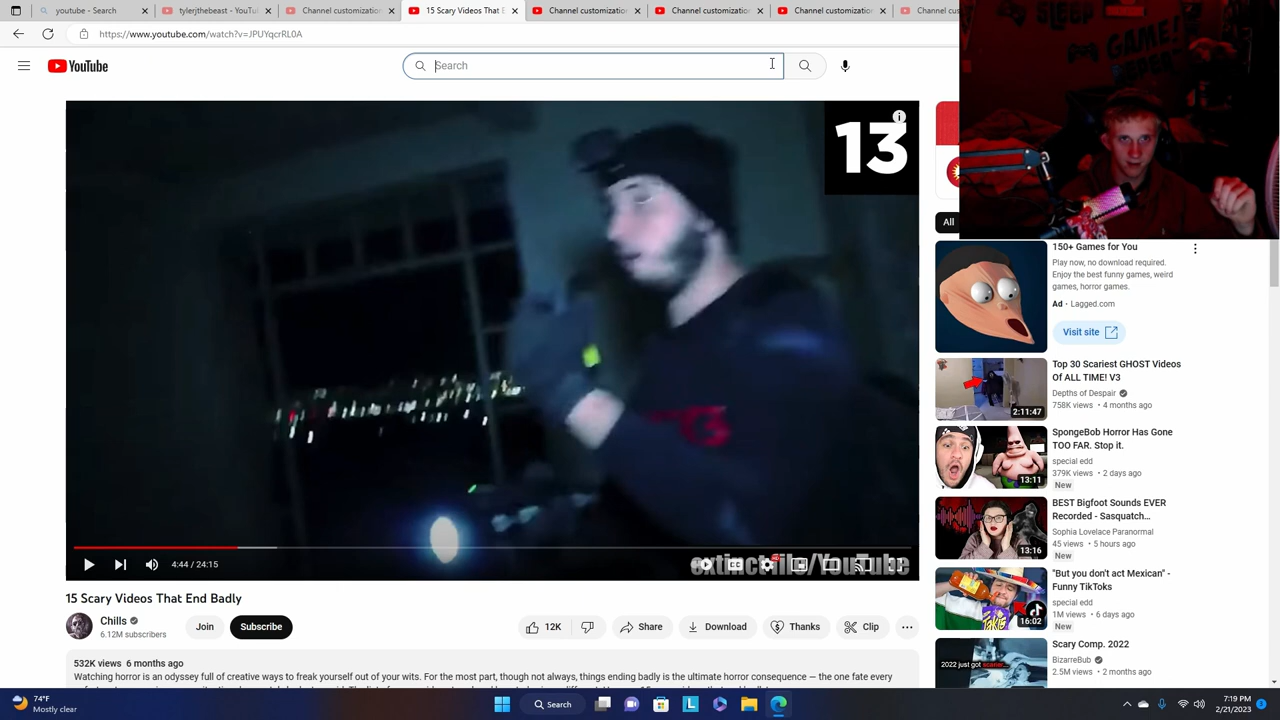 youtube - Search
tylerjthebeast - YouT
Channel customization
15 Scary Videos That E
Channel customization
Channel customization
Channel customization
Channel cus
https://www.youtube.com/watch?v=JPUYqcrRL0A
YouTube
Search
13
All
150+ Games for You
Play now, no download required.
Enjoy the best funny games, weird
games, horror games.
Ad • Lagged.com
Visit site
Top 30 Scariest GHOST Videos
Of ALL TIME! V3
Depths of Despair
758K views • 4 months ago
2:11:47
SpongeBob Horror Has Gone
TOO FAR. Stop it.
special edd
379K views • 2 days ago
New
13:11
BEST Bigfoot Sounds EVER
Recorded - Sasquatch…
Sophia Lovelace Paranormal
45 views • 5 hours ago
New
13:16
"But you don't act Mexican" -
Funny TikToks
special edd
1M views • 6 days ago
New
16:02
Scary Comp. 2022
BizarreBub
2.5M views • 2 months ago
2022 just got scarier...
4:44 / 24:15
extinct files/YouTube
15 Scary Videos That End Badly
Chills
6.12M subscribers
Join
Subscribe
12K
Share
Download
Thanks
Clip
532K views 6 months ago
Watching horror is an odyssey full of creative ways to freak yourself out of your wits. For the most part, though not always, things ending badly is the ultimate horror consequence — the one fate every
74°F
Mostly clear
Search
7:19 PM
2/21/2023